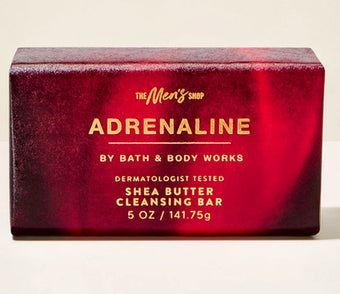 THE Men's SHOP
ADRENALINE
BY BATH & BODY WORKS
DERMATOLOGIST TESTED
SHEA BUTTER
CLEANSING BAR
5 OZ / 141.75g